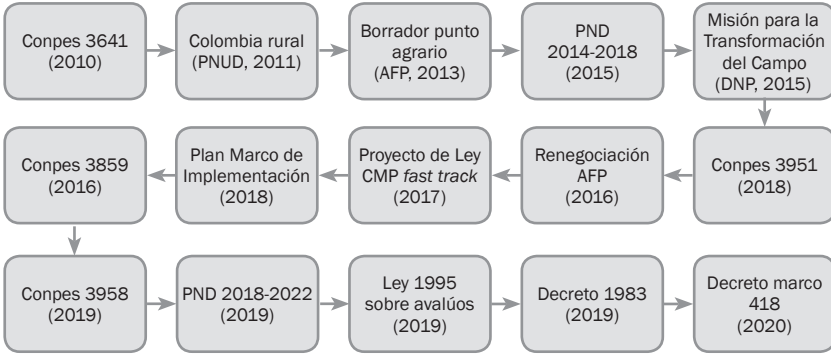 Conpes 3641
(2010)
Colombia rural
(PNUD, 2011)
Borrador punto
agrario
(AFP, 2013)
PND
2014-2018
(2015)
Misión para la
Transformación
del Campo
(DNP, 2015)
Conpes 3859
(2016)
Plan Marco de
Implementación
(2018)
Proyecto de Ley
CMP fast track
(2017)
Renegociación
AFP
(2016)
Conpes 3951
(2018)
Conpes 3958
(2019)
PND 2018-2022
(2019)
Ley 1995
sobre avalúos
(2019)
Decreto 1983
(2019)
Decreto marco
418
(2020)